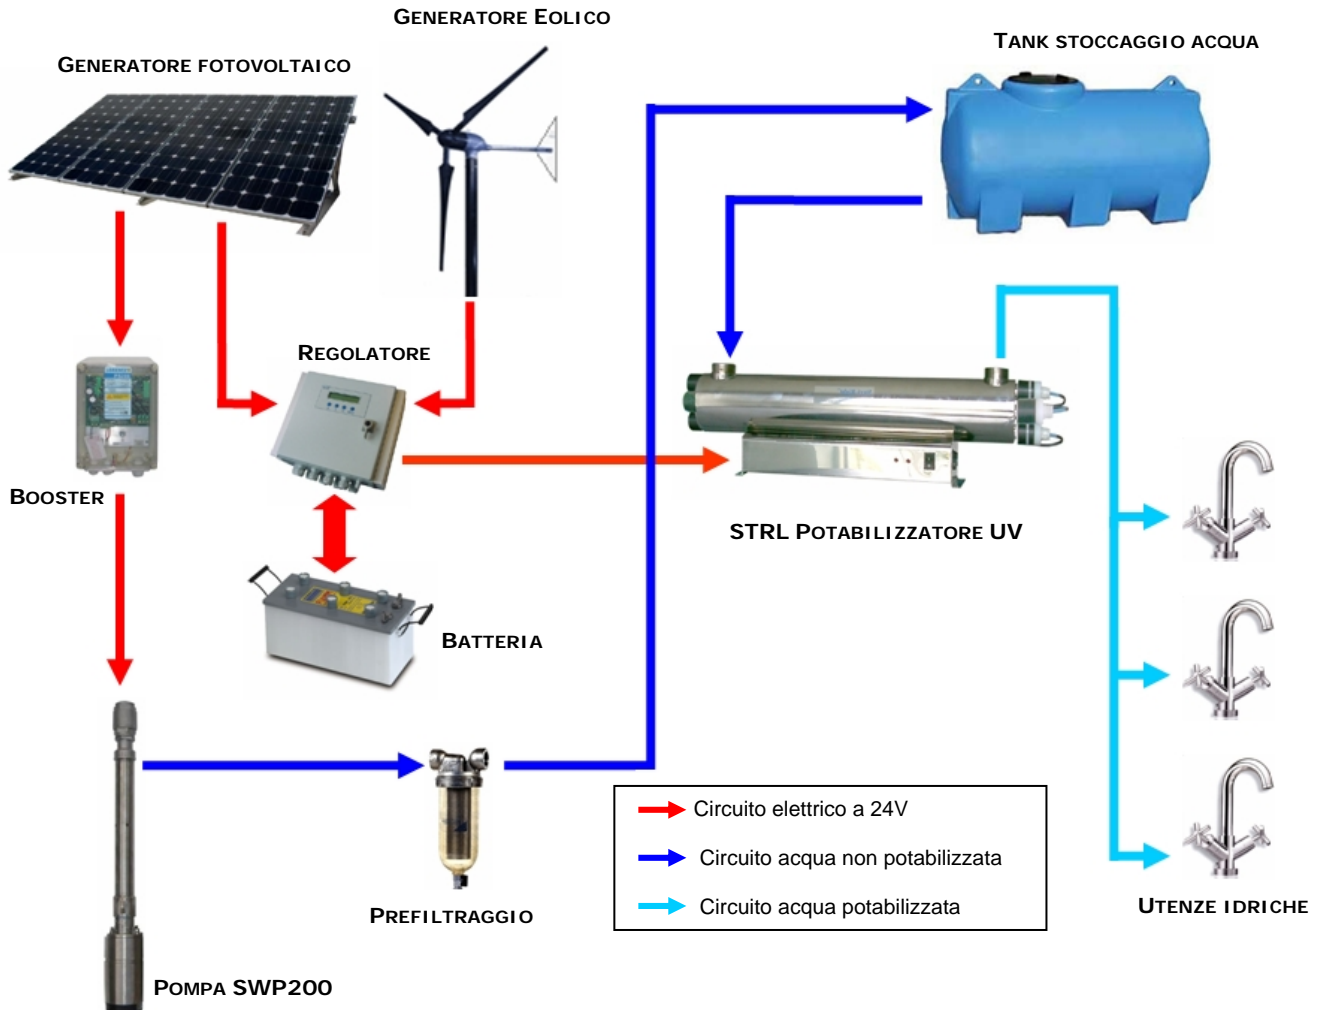 GENERATORE EOLICO
TANK STOCCAGGIO ACQUA
GENERATORE FOTOVOLTAICO
REGOLATORE
BOOSTER
STRL POTABILIZZATORE UV
BATTERIA
Circuito elettrico a 24V
Circuito acqua non potabilizzata
Circuito acqua potabilizzata
PREFILTRAGGIO
UTENZE IDRICHE
POMPA SWP200